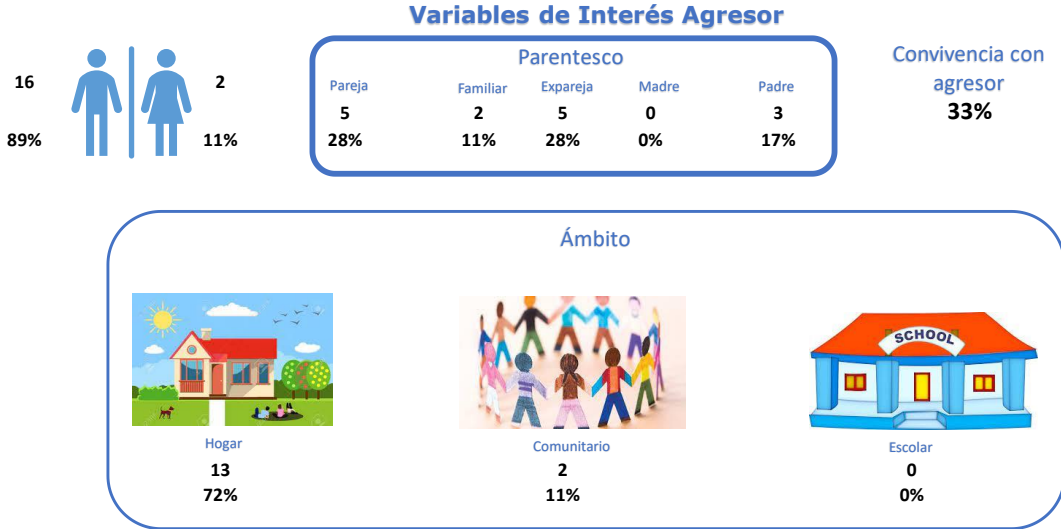 Variables de Interés Agresor
16
2
89%
11%
Parentesco
Pareja Familiar Expareja Madre Padre
5 2 5 0 3
28% 11% 28% 0% 17%
Convivencia con
agresor
33%
Ámbito
SCHOOL
Hogar Comunitario Escolar
13 2 0
72% 11% 0%